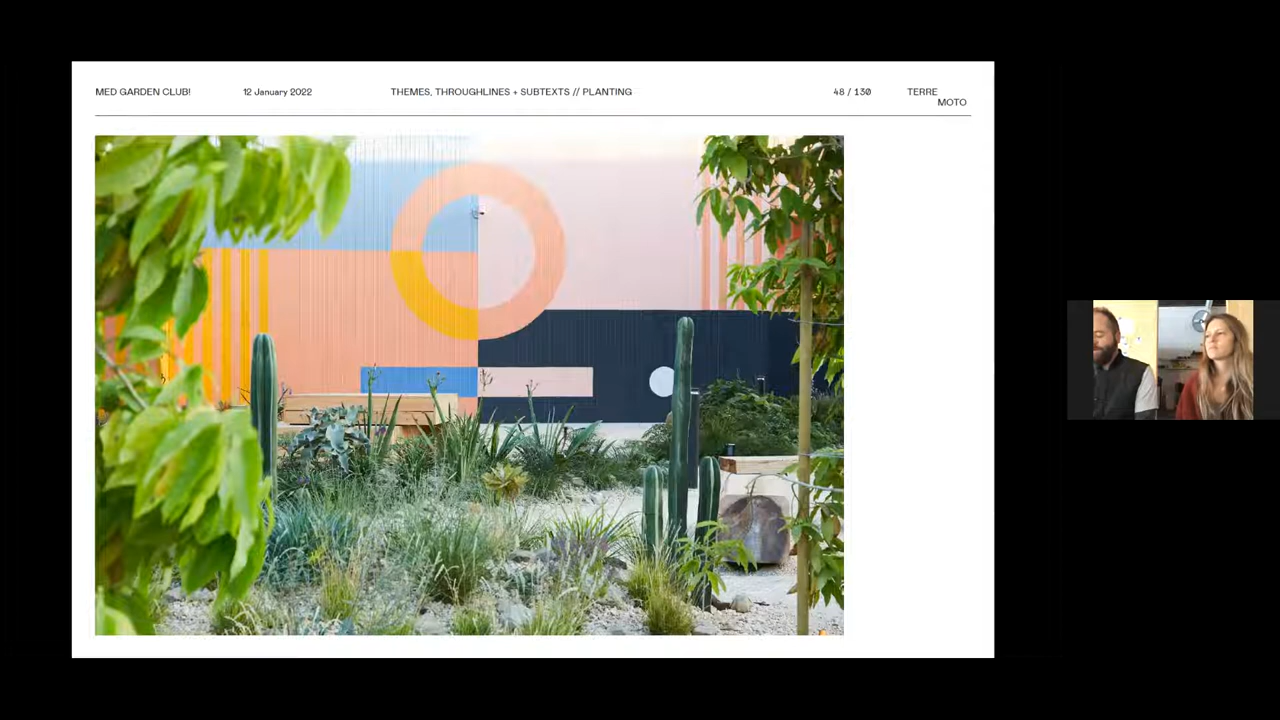 MED GARDEN CLUB!
12 January 2022
THEMES, THROUGHLINES + SUBTEXTS // PLANTING
48 / 130
TERRE
MOTO